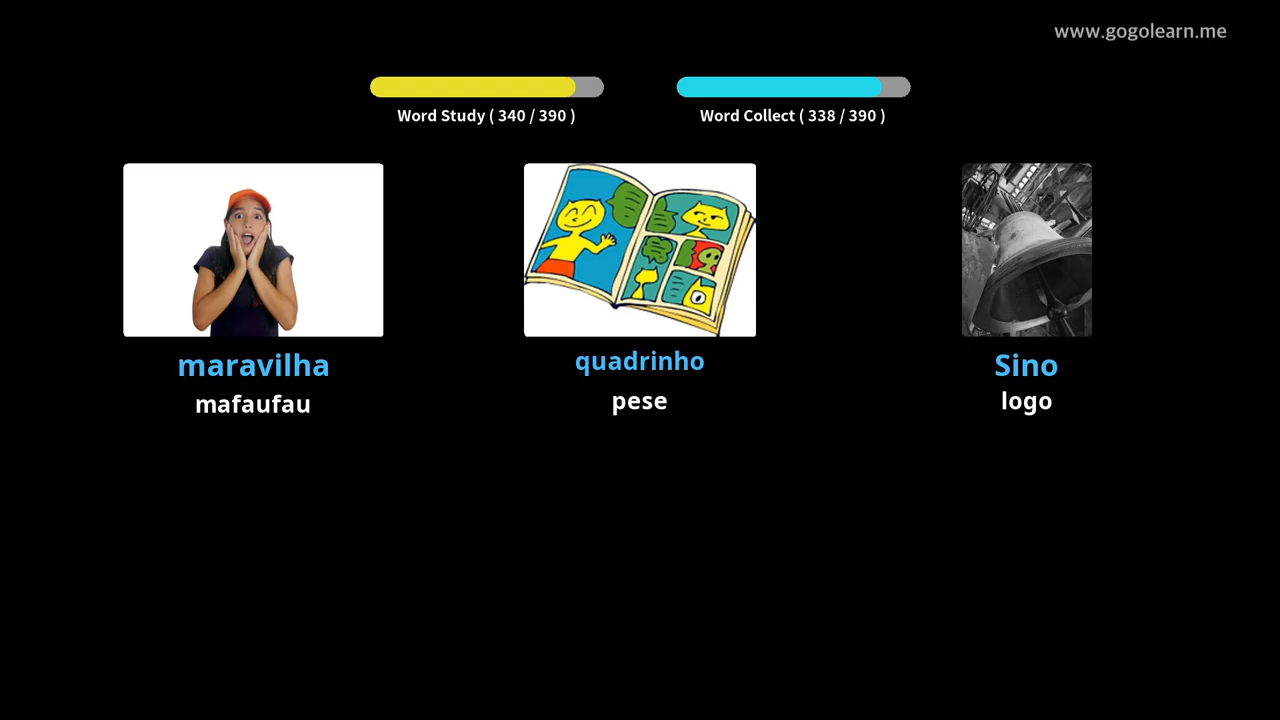 www.gogolearn.me
Word Study ( 340 / 390 )
Word Collect ( 338 / 390 )
maravilha
mafaufau
quadrinho
pese
Sino
logo